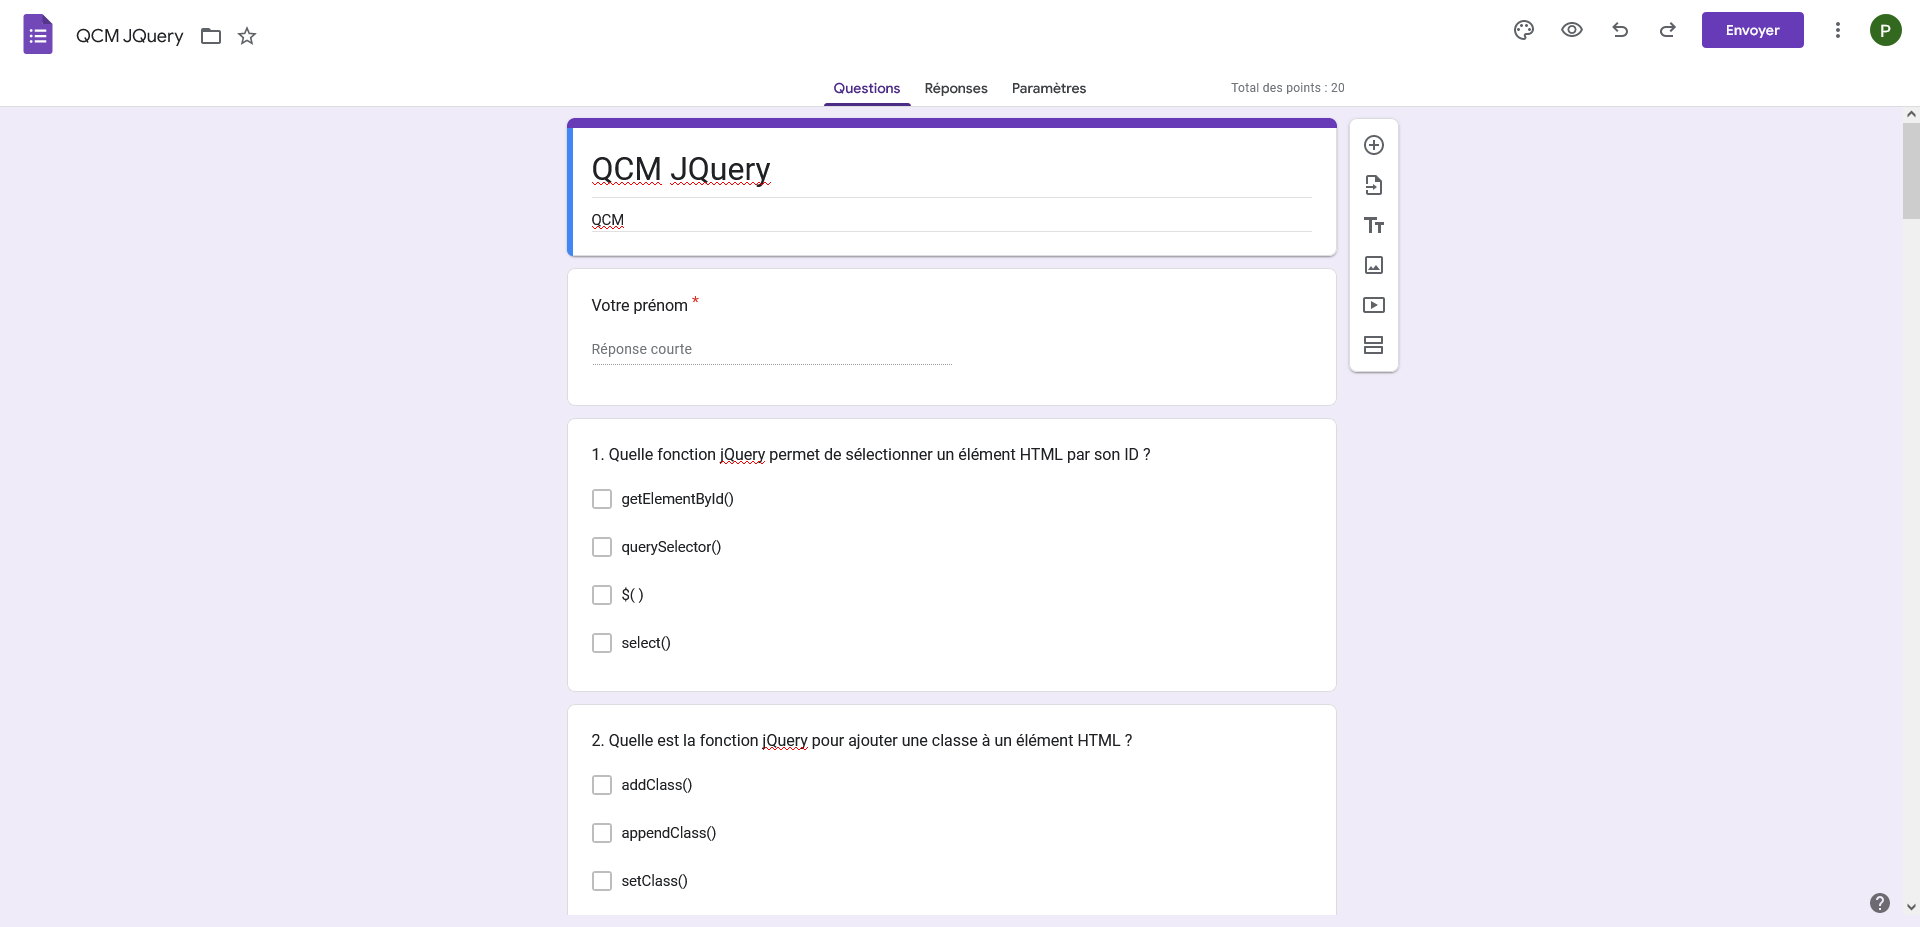 QCM JQuery
Envoyer
P
Questions Réponses Paramètres Total des points : 20
QCM JQuery
QCM
Votre prénom *
Réponse courte
1. Quelle fonction jQuery permet de sélectionner un élément HTML par son ID ?
getElementById()
querySelector()
$( )
select()
2. Quelle est la fonction jQuery pour ajouter une classe à un élément HTML ?
addClass()
appendClass()
setClass()